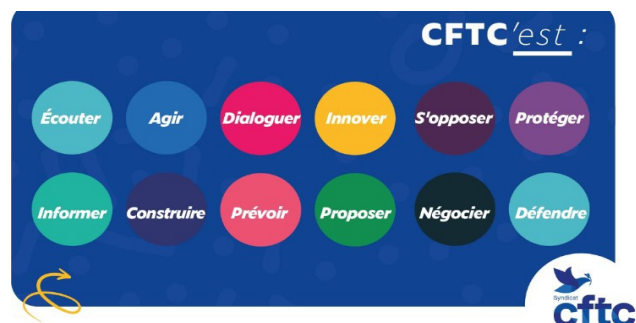 CFTC'est :
Écouter Agir Dialoguer Innover S'opposer Protéger
Informer Construire Prévoir Proposer Négocier Défendre
Syndicat
cftc